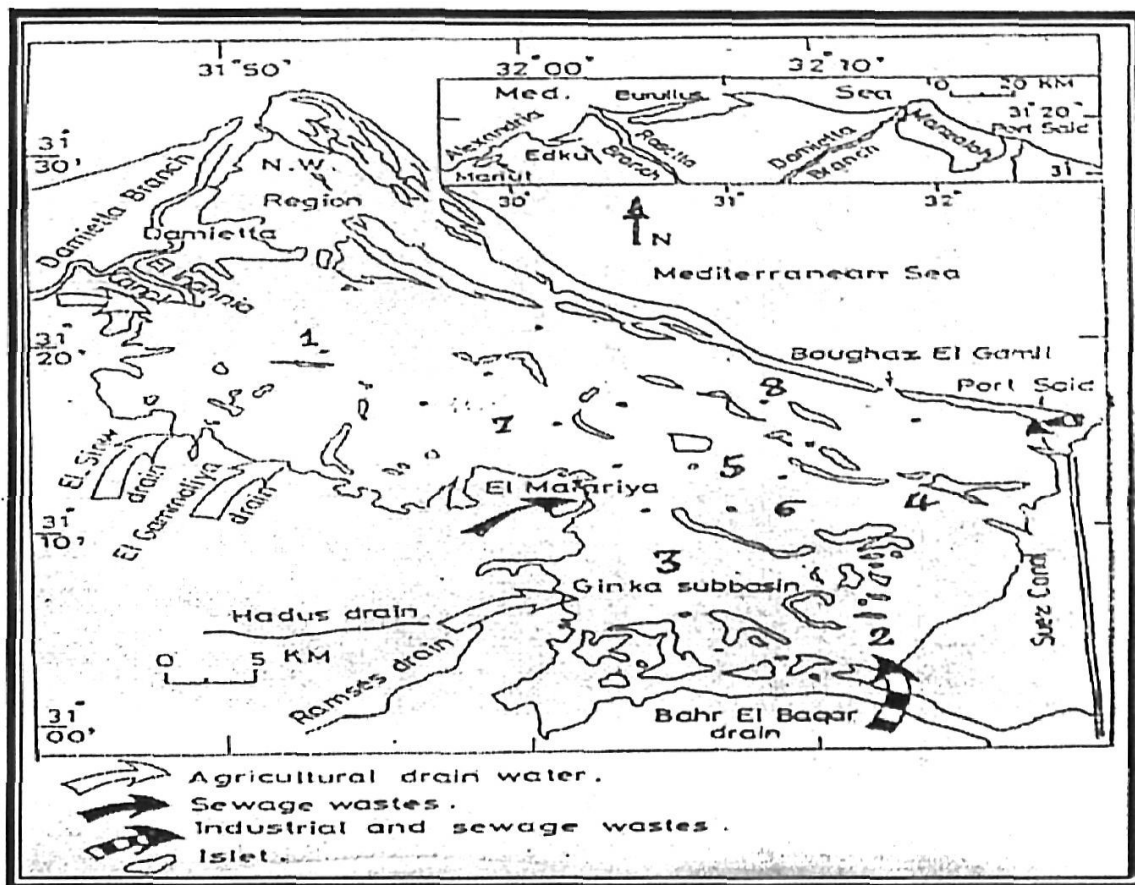 31°50'
32°00'
32°10'
0 20 KM
Med.
Burullus
Sea
31°20'
Alexandria
Edku
Mariut
Rosetta
Branch
Damietta
Branch
Manzalah
Port Said
31
30
31
32
N
31°
30'
N.W.
Region
Damietta Branch
Damietta
Mediterranean Sea
31°
20'
1
Boughaz El Gamil
Port Said
8
7
El Sirw
drain
El Gammaliya
drain
5
El Matariya
4
31°
10'
6
3
Ginka subbasin
Suez Canal
Hadus drain
2
0 5
KM
Ramses drain
31°
00'
Bahr El Baqar
drain
Agricultural drain water.
Sewage wastes.
Industrial and sewage wastes.
Islet.